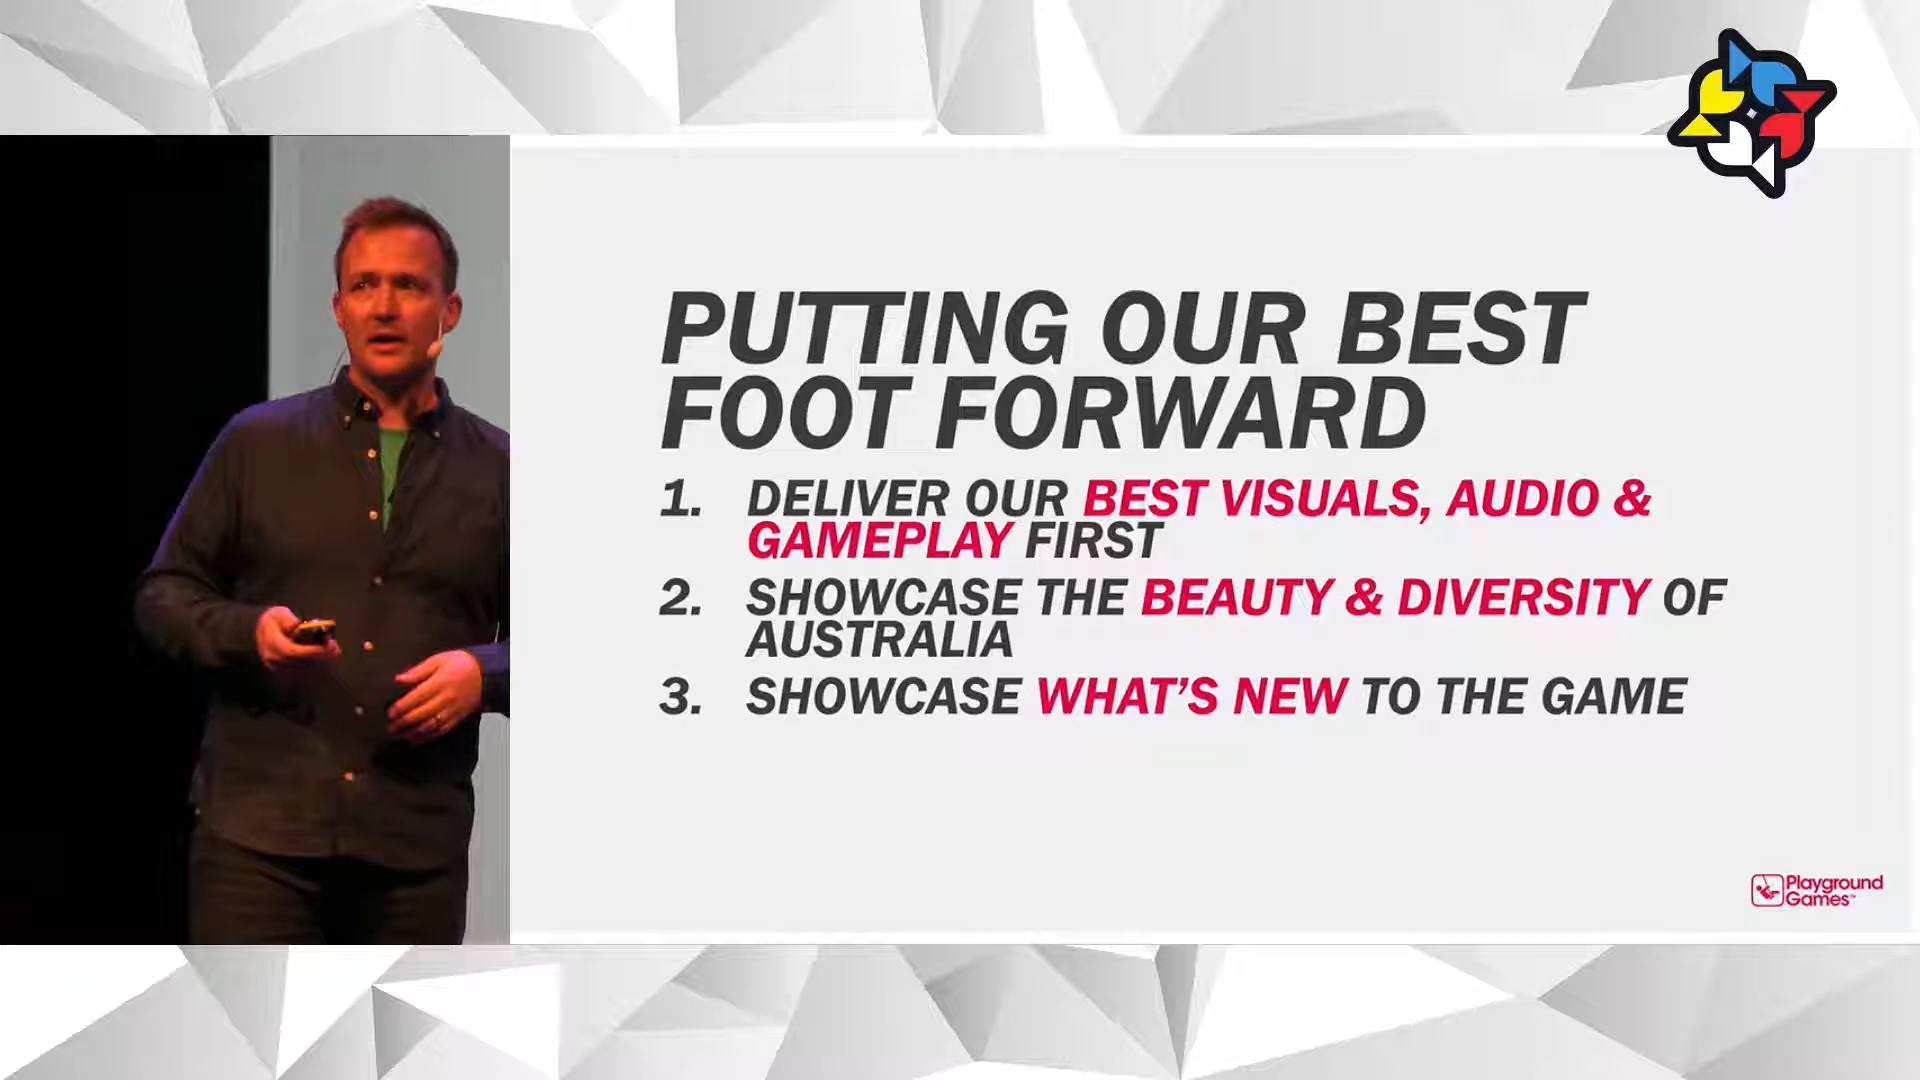 PUTTING OUR BEST
FOOT FORWARD
1. DELIVER OUR BEST VISUALS, AUDIO &
GAMEPLAY FIRST
2. SHOWCASE THE BEAUTY & DIVERSITY OF
AUSTRALIA
3. SHOWCASE WHAT'S NEW TO THE GAME
Playground
Games™